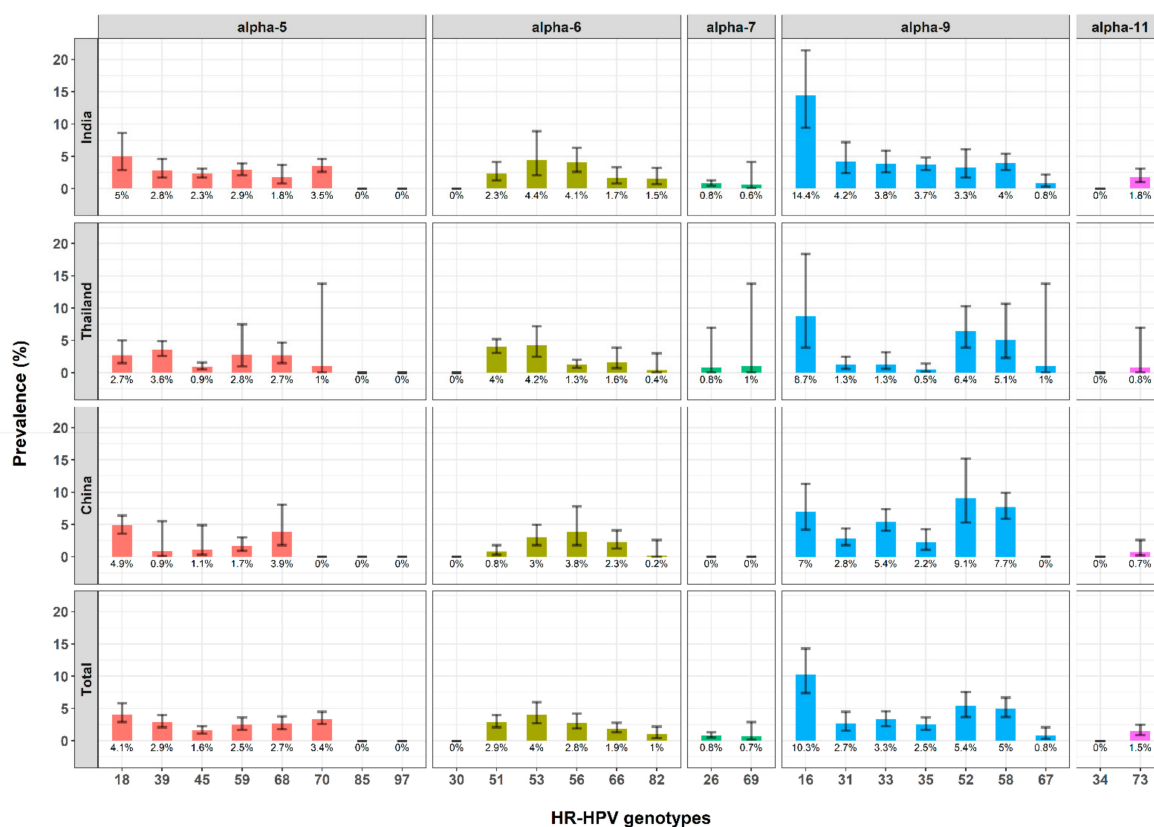 alpha-5 alpha-6 alpha-7 alpha-9 alpha-11
Prevalence (%)
India
20
15
10
5
0
5% 2.8% 2.3% 2.9% 1.8% 3.5% 0% 0% 0% 2.3% 4.4% 4.1% 1.7% 1.5% 0.8% 0.6% 14.4% 4.2% 3.8% 3.7% 3.3% 4% 0.8% 0% 1.8%
Thailand
20
15
10
5
0
2.7% 3.6% 0.9% 2.8% 2.7% 1% 0% 0% 0% 4% 4.2% 1.3% 1.6% 0.4% 0.8% 1% 8.7% 1.3% 1.3% 0.5% 6.4% 5.1% 1% 0% 0.8%
China
20
15
10
5
0
4.9% 0.9% 1.1% 1.7% 3.9% 0% 0% 0% 0% 0.8% 3% 3.8% 2.3% 0.2% 0% 0% 7% 2.8% 5.4% 2.2% 9.1% 7.7% 0% 0% 0.7%
Total
20
15
10
5
0
4.1% 2.9% 1.6% 2.5% 2.7% 3.4% 0% 0% 0% 2.9% 4% 2.8% 1.9% 1% 0.8% 0.7% 10.3% 2.7% 3.3% 2.5% 5.4% 5% 0.8% 0% 1.5%
18 39 45 59 68 70 85 97 30 51 53 56 66 82 26 69 16 31 33 35 52 58 67 34 73
HR-HPV genotypes